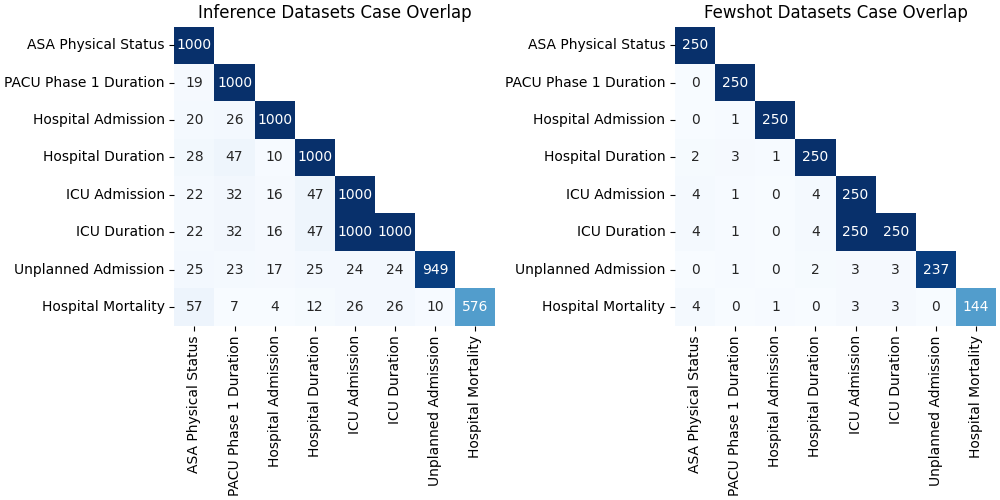 Inference Datasets Case Overlap
ASA Physical Status 1000
PACU Phase 1 Duration 19 1000
Hospital Admission 20 26 1000
Hospital Duration 28 47 10 1000
ICU Admission 22 32 16 47 1000
ICU Duration 22 32 16 47 1000 1000
Unplanned Admission 25 23 17 25 24 24 949
Hospital Mortality 57 7 4 12 26 26 10 576
ASA Physical Status
PACU Phase 1 Duration
Hospital Admission
Hospital Duration
ICU Admission
ICU Duration
Unplanned Admission
Hospital Mortality
Fewshot Datasets Case Overlap
ASA Physical Status 250
PACU Phase 1 Duration 0 250
Hospital Admission 0 1 250
Hospital Duration 2 3 1 250
ICU Admission 4 1 0 4 250
ICU Duration 4 1 0 4 250 250
Unplanned Admission 0 1 0 2 3 3 237
Hospital Mortality 4 0 1 0 3 3 0 144
ASA Physical Status
PACU Phase 1 Duration
Hospital Admission
Hospital Duration
ICU Admission
ICU Duration
Unplanned Admission
Hospital Mortality